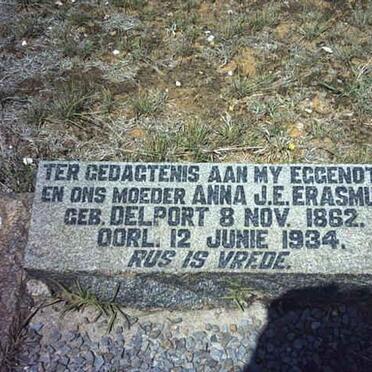 TER GEDAGTENIS AAN MY EGGENOT
EN ONS MOEDER ANNA J.E. ERASMU
GEB. DELPORT 8 NOV. 1862.
OORL. 12 JUNIE 1934.
RUS IS VREDE.